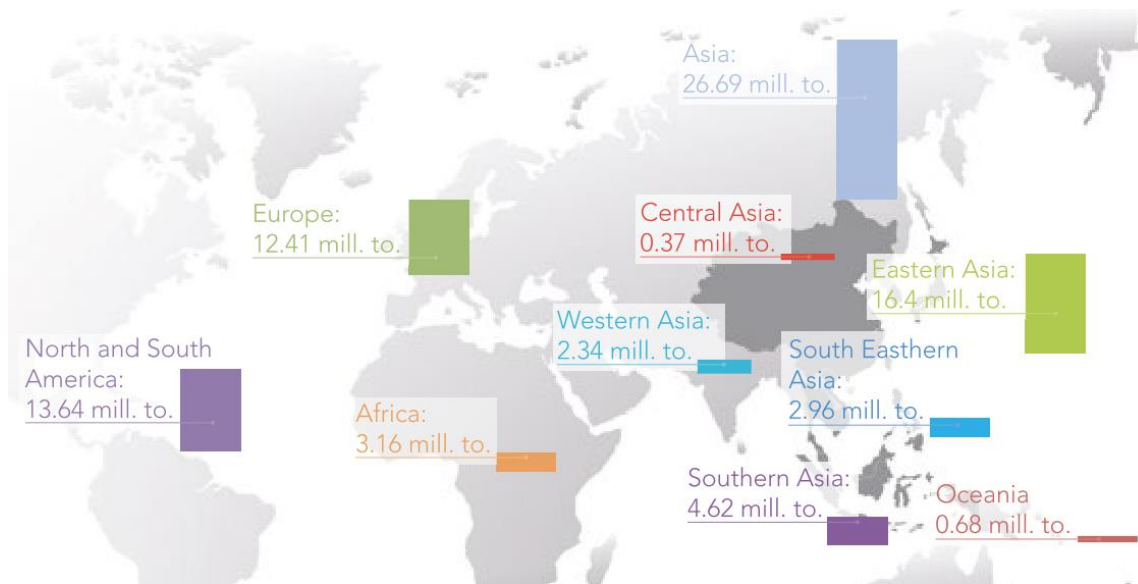 Asia:
26.69 mill. to.
Europe:
12.41 mill. to.
Central Asia:
0.37 mill. to.
Eastern Asia:
16.4 mill. to.
Western Asia:
2.34 mill. to.
North and South
America:
13.64 mill. to.
South Easthern
Asia:
2.96 mill. to.
Africa:
3.16 mill. to.
Southern Asia:
4.62 mill. to.
Oceania
0.68 mill. to.